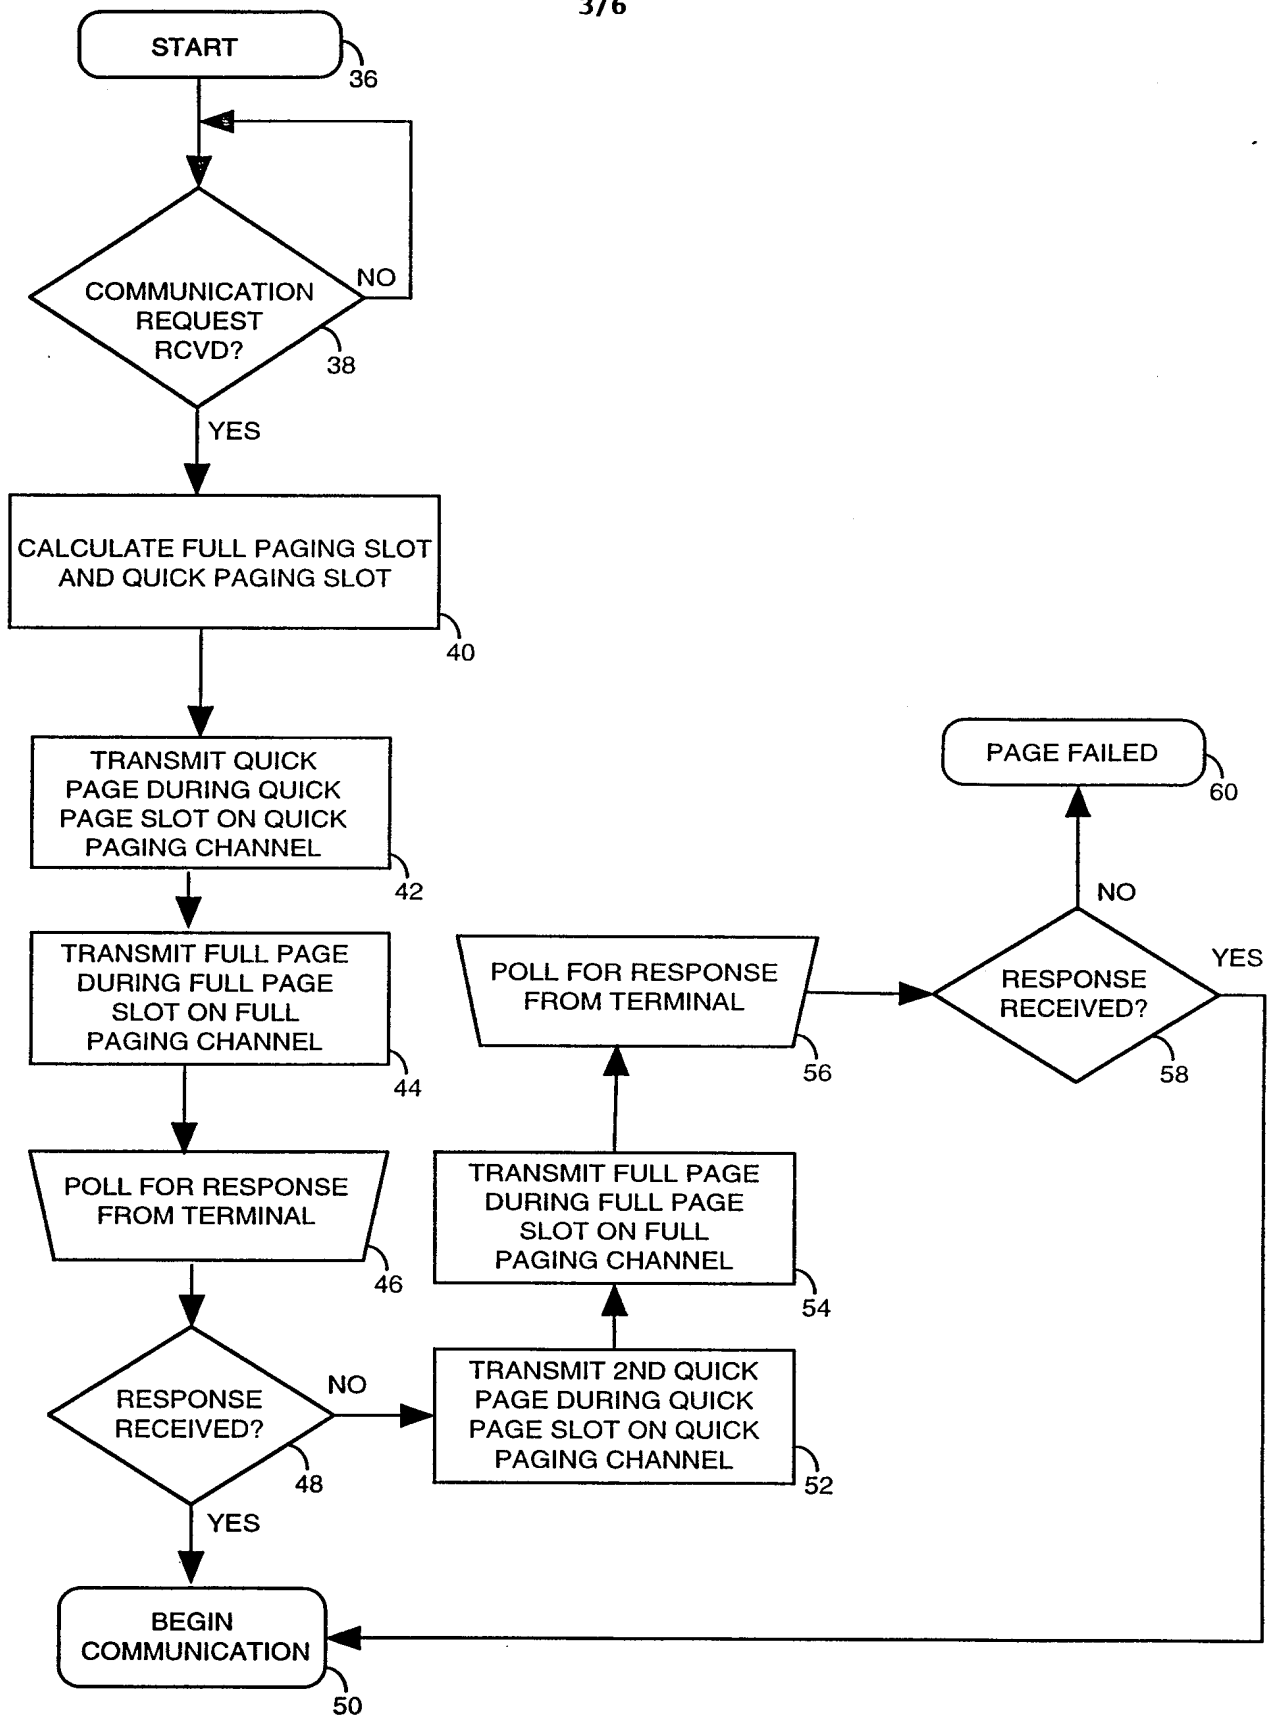 3/6
START
36
NO
COMMUNICATION
REQUEST
RCVD?
38
YES
CALCULATE FULL PAGING SLOT
AND QUICK PAGING SLOT
40
TRANSMIT QUICK
PAGE DURING QUICK
PAGE SLOT ON QUICK
PAGING CHANNEL
42
TRANSMIT FULL PAGE
DURING FULL PAGE
SLOT ON FULL
PAGING CHANNEL
44
POLL FOR RESPONSE
FROM TERMINAL
46
RESPONSE
RECEIVED?
48
NO
YES
BEGIN
COMMUNICATION
50
TRANSMIT 2ND QUICK
PAGE DURING QUICK
PAGE SLOT ON QUICK
PAGING CHANNEL
52
TRANSMIT FULL PAGE
DURING FULL PAGE
SLOT ON FULL
PAGING CHANNEL
54
POLL FOR RESPONSE
FROM TERMINAL
56
RESPONSE
RECEIVED?
58
YES
NO
PAGE FAILED
60